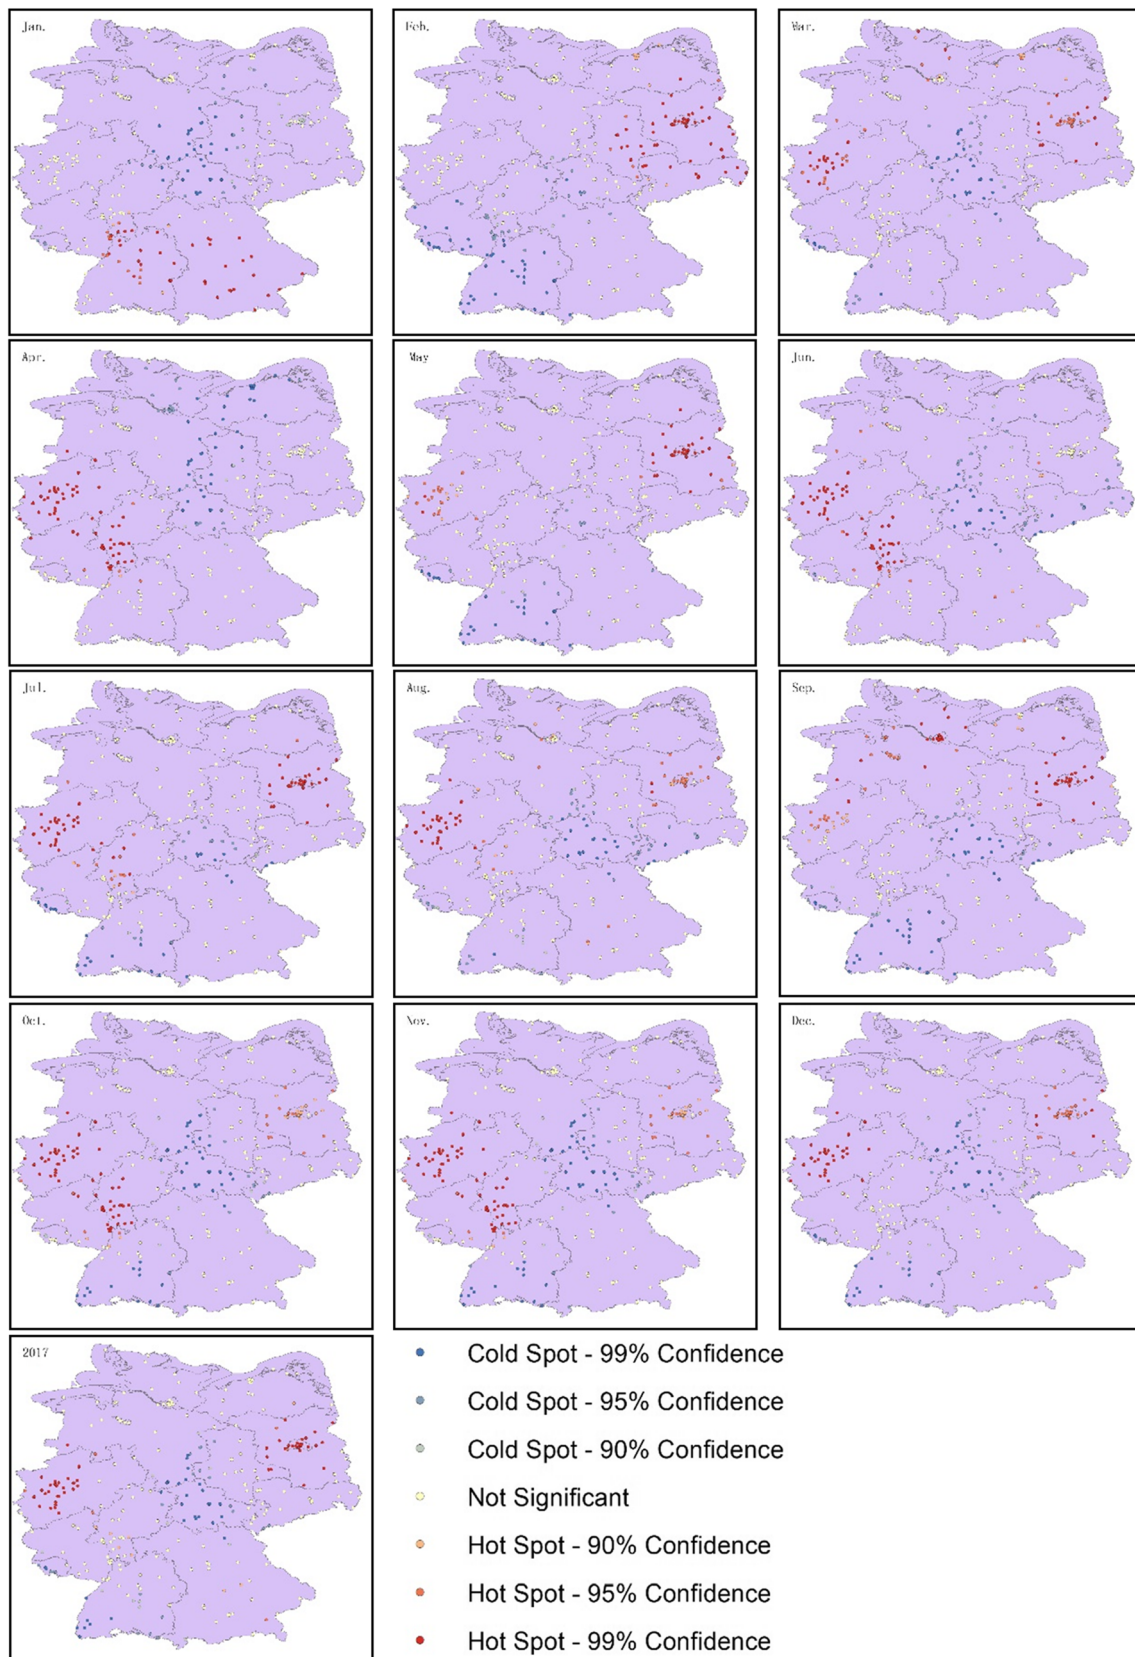 Jan.
Feb.
Mar.
Apr.
May
Jun.
Jul.
Aug.
Sep.
Oct.
Nov.
Dec.
2017
Cold Spot - 99% Confidence
Cold Spot - 95% Confidence
Cold Spot - 90% Confidence
Not Significant
Hot Spot - 90% Confidence
Hot Spot - 95% Confidence
Hot Spot - 99% Confidence